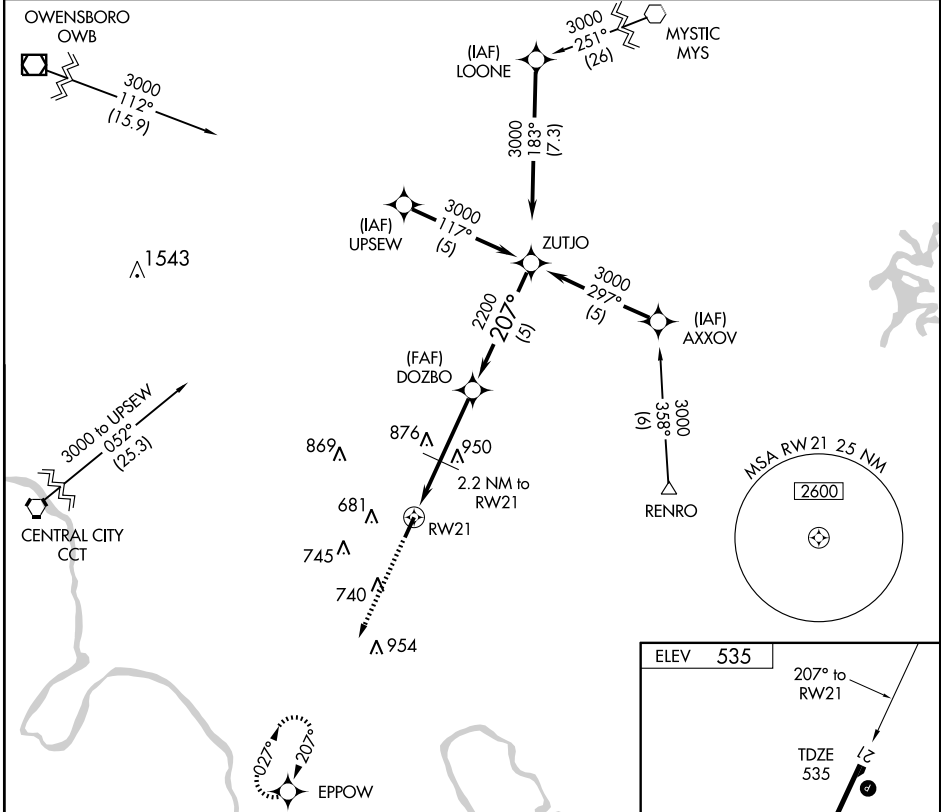 OWENSBORO
OWB
3000
112°
(15.9)
(IAF)
LOONE
3000
251°
(26)
MYSTIC
MYS
3000
183°
(7.3)
(IAF)
UPSEW
3000
117°
(5)
ZUTJO
3000
297°
(5)
(IAF)
AXXOV
1543
2200
207°
(5)
(FAF)
DOZBO
3000
358°
(6)
RENRO
3000 to UPSEW
052°
(25.3)
CENTRAL CITY
CCT
869
876
950
2.2 NM to
RW21
681
RW21
745
740
954
MSA RW21 25 NM
2600
027°
207°
EPPOW
ELEV 535
207° to
RW21
TDZE
535
21
P